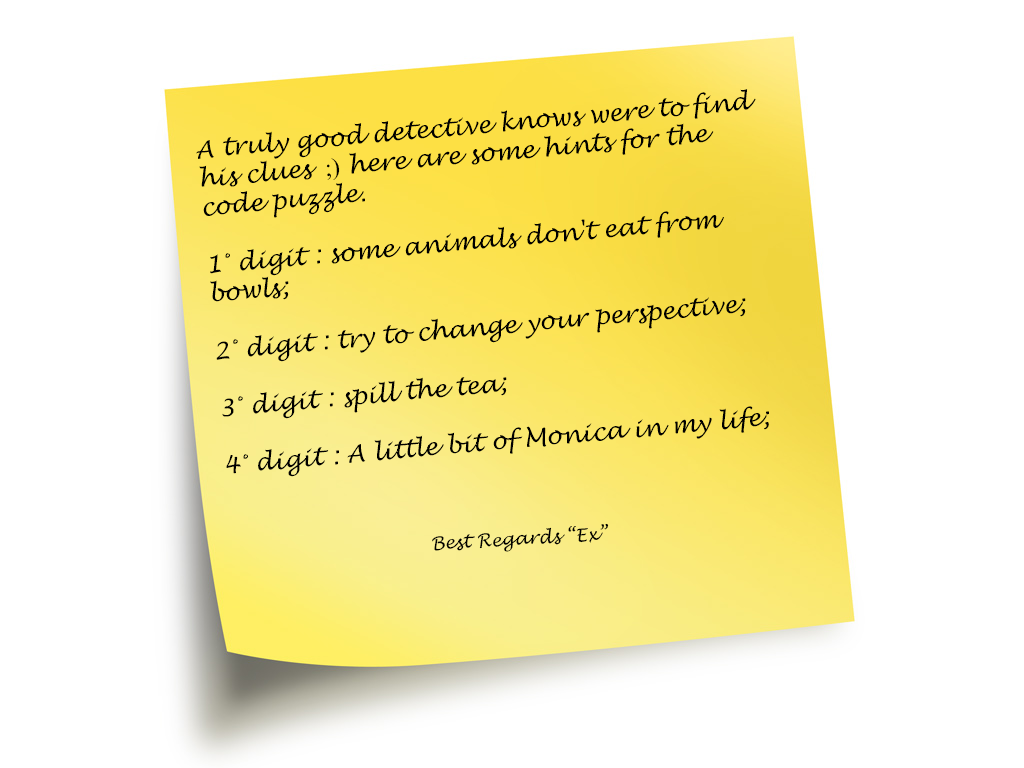 A truly good detective knows were to find
his clues ;) here are some hints for the
code puzzle.
1° digit : some animals don't eat from
bowls;
2° digit : try to change your perspective;
3° digit : spill the tea;
4° digit : A little bit of Monica in my life;
Best Regards “Ex”